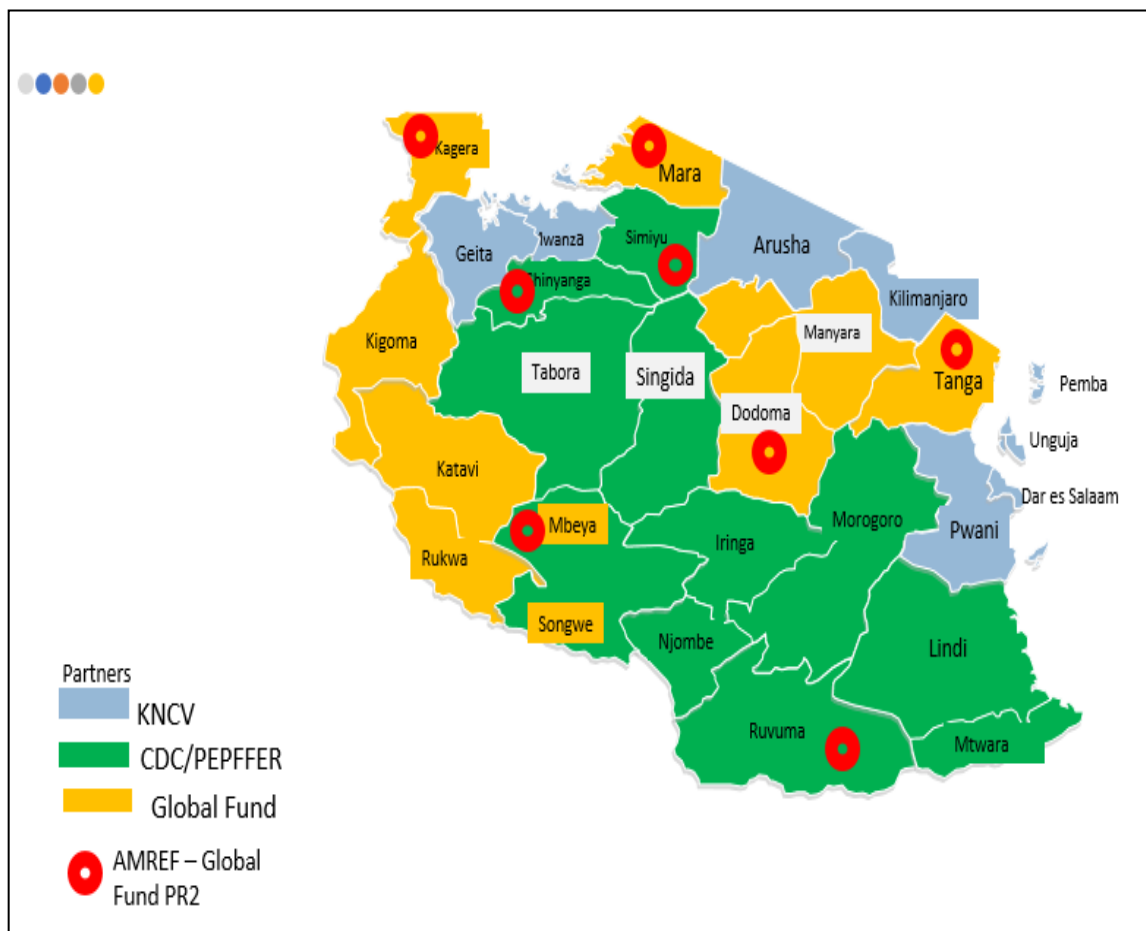 Kagera
Mara
Geita
Mwanza
Simiyu
Arusha
Shinyanga
Kilimanjaro
Kigoma
Manyara
Tabora
Singida
Tanga
Pemba
Dodoma
Unguja
Katavi
Dar es Salaam
Mbeya
Morogoro
Pwani
Iringa
Rukwa
Songwe
Njombe
Lindi
Ruvuma
Mtwara
Partners
KNCV
CDC/PEPFFER
Global Fund
AMREF – Global
Fund PR2